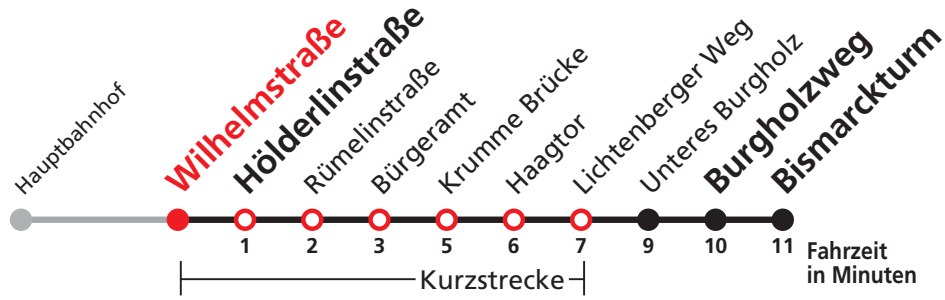 Hauptbahnhof
Wilhelmstraße
Hölderlinstraße
Rümelinstraße
Bürgeramt
Krumme Brücke
Haagtor
Lichtenberger Weg
Unteres Burgholz
Burgholzweg
Bismarckturm
1 2 3 5 6 7 9 10 11
Fahrzeit
in Minuten
Kurzstrecke